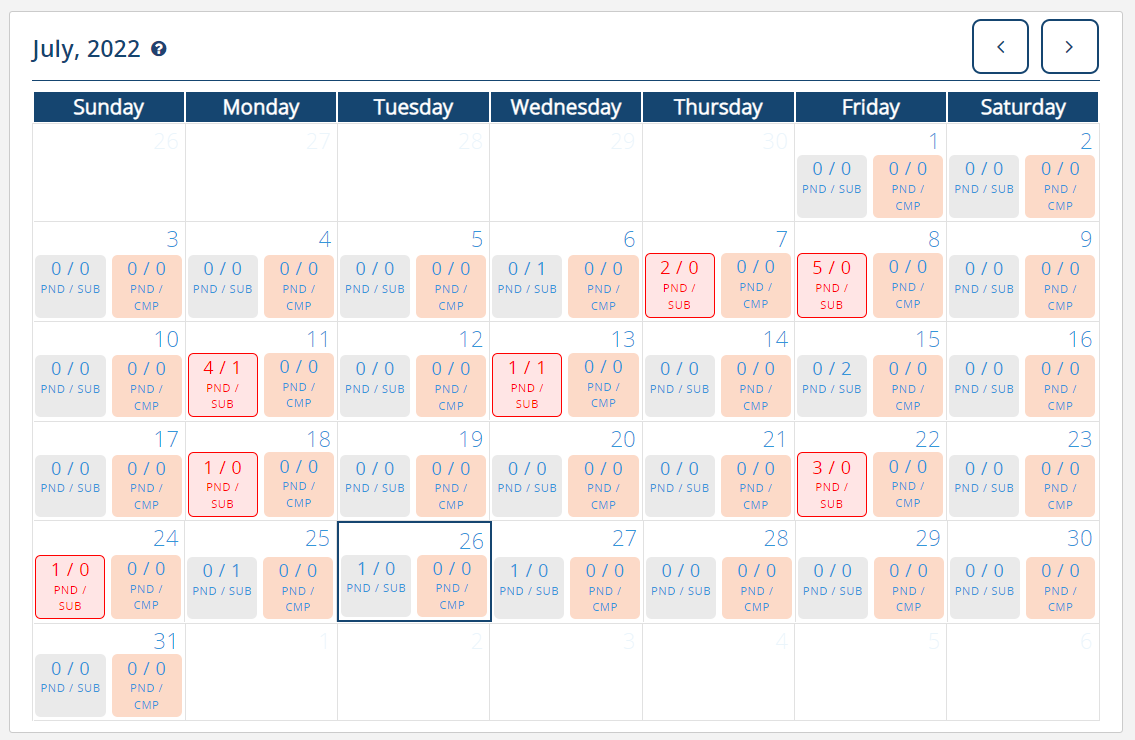 July, 2022 ?
Sunday Monday Tuesday Wednesday Thursday Friday Saturday
26 27 28 29 30 1 2
0 / 0 0 / 0 0 / 0 0 / 0
PND / SUB PND / CMP PND / SUB PND / CMP
3 4 5 6 7 8 9
0 / 0 0 / 0 0 / 0 0 / 0 0 / 0 0 / 0 0 / 1 0 / 0 2 / 0 0 / 0 5 / 0 0 / 0 0 / 0 0 / 0
PND / SUB PND / CMP PND / SUB PND / CMP PND / SUB PND / CMP PND / SUB PND / CMP PND / SUB PND / CMP PND / SUB PND / CMP PND / SUB PND / CMP
10 11 12 13 14 15 16
0 / 0 0 / 0 4 / 1 0 / 0 0 / 0 0 / 0 1 / 1 0 / 0 0 / 0 0 / 0 0 / 2 0 / 0 0 / 0 0 / 0
PND / SUB PND / CMP PND / SUB PND / CMP PND / SUB PND / CMP PND / SUB PND / CMP PND / SUB PND / CMP PND / SUB PND / CMP PND / SUB PND / CMP
17 18 19 20 21 22 23
0 / 0 0 / 0 1 / 0 0 / 0 0 / 0 0 / 0 0 / 0 0 / 0 0 / 0 0 / 0 3 / 0 0 / 0 0 / 0 0 / 0
PND / SUB PND / CMP PND / SUB PND / CMP PND / SUB PND / CMP PND / SUB PND / CMP PND / SUB PND / CMP PND / SUB PND / CMP PND / SUB PND / CMP
24 25 26 27 28 29 30
1 / 0 0 / 0 0 / 1 0 / 0 1 / 0 0 / 0 1 / 0 0 / 0 0 / 0 0 / 0 0 / 0 0 / 0 0 / 0 0 / 0
PND / SUB PND / CMP PND / SUB PND / CMP PND / SUB PND / CMP PND / SUB PND / CMP PND / SUB PND / CMP PND / SUB PND / CMP PND / SUB PND / CMP
31 1 2 3 4 5 6
0 / 0 0 / 0
PND / SUB PND / CMP